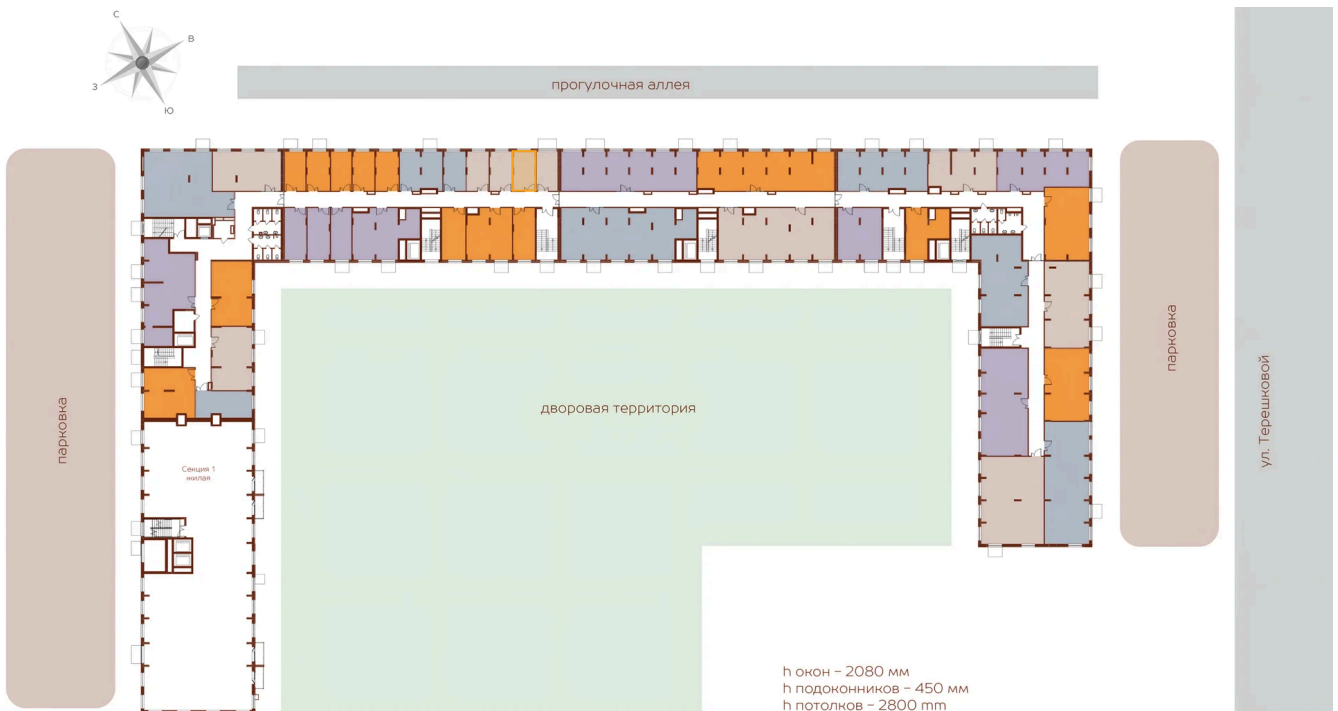 С
В
З
Ю
прогулочная аллея
парковка
дворовая территория
парковка
ул. Терешковой
Секция 1
жилая
h окон – 2080 мм
h подоконников – 450 мм
h потолков – 2800 mm